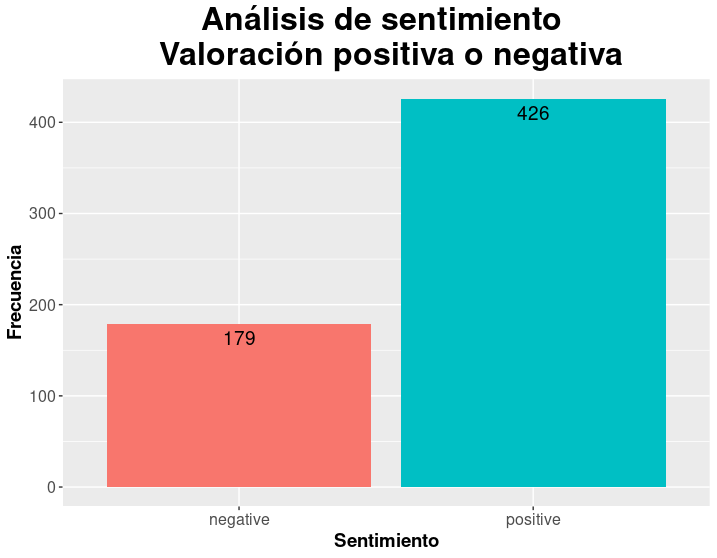 Análisis de sentimiento
Valoración positiva o negativa
426
400
300
200
179
100
0
Frecuencia
negative
positive
Sentimiento